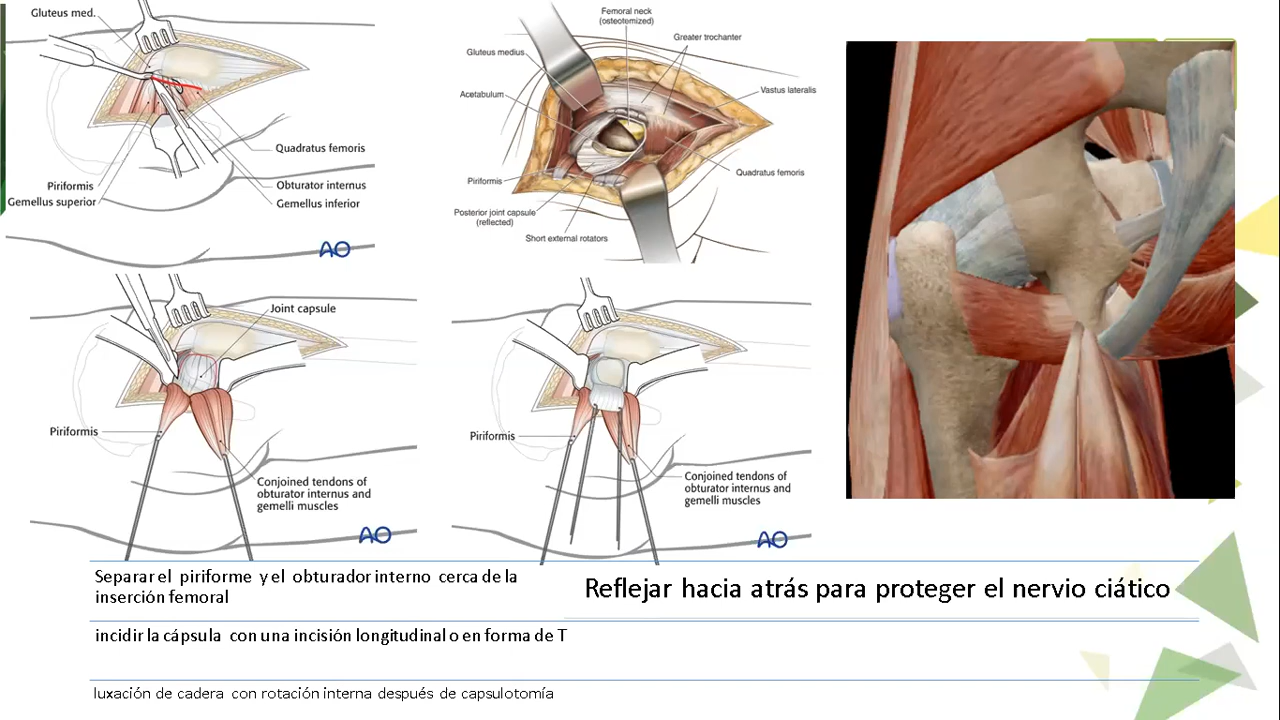 Gluteus med.
Quadratus femoris
Piriformis
Obturator internus
Gemellus superior
Gemellus inferior
AO
Femoral neck
(osteotomized)
Greater trochanter
Gluteus medius
Acetabulum
Vastus lateralis
Quadratus femoris
Piriformis
Posterior joint capsule
(reflected)
Short external rotators
Joint capsule
Piriformis
Conjoined tendons of
obturator internus and
gemelli muscles
AO
Piriformis
Conjoined tendons of
obturator internus and
gemelli muscles
AO
Separar el piriforme y el obturador interno cerca de la
inserción femoral
Reflejar hacia atrás para proteger el nervio ciático
incidir la cápsula con una incisión longitudinal o en forma de T
luxación de cadera con rotación interna después de capsulotomía